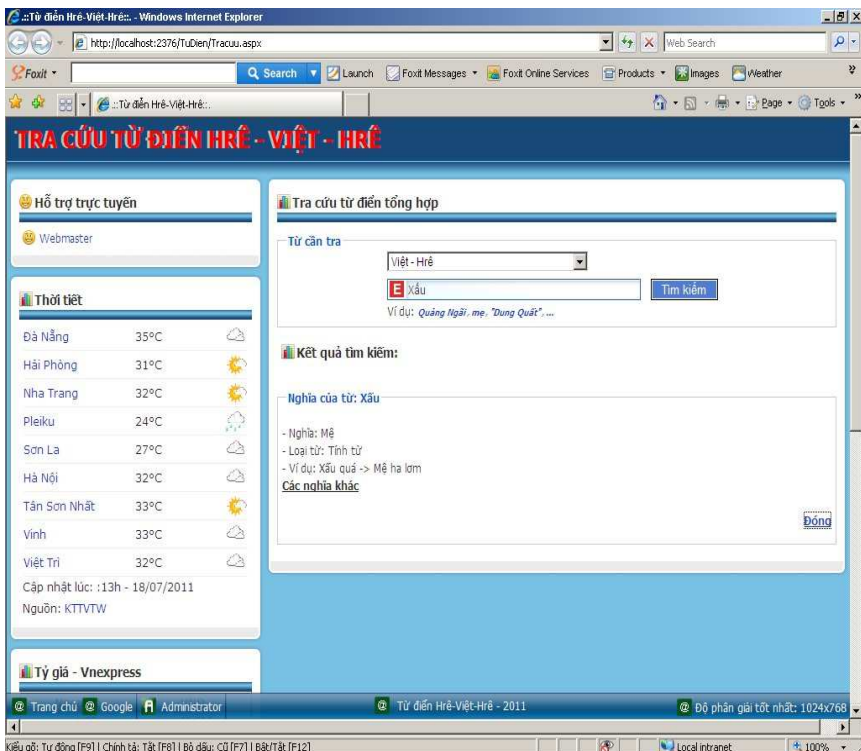 .::Từ điển Hrê-Việt-Hrê::. - Windows Internet Explorer
http://localhost:2376/TuDien/Tracuu.aspx
Web Search
Foxit
Search
Launch
Foxit Messages
Foxit Online Services
Products
Images
Weather
.::Từ điển Hrê-Việt-Hrê::.
Page
Tools
TRA CỨU TỪ ĐIỂN HRÊ - VIỆT - HRÊ
Hỗ trợ trực tuyến
Webmaster
Thời tiết
Đà Nẵng 35°C
Hải Phòng 31°C
Nha Trang 32°C
Pleiku 24°C
Sơn La 27°C
Hà Nội 32°C
Tân Sơn Nhất 33°C
Vinh 33°C
Việt Trì 32°C
Cập nhật lúc: :13h - 18/07/2011
Nguồn: KTTVTW
Tỷ giá - Vnexpress
Tra cứu từ điển tổng hợp
Từ cần tra
Việt - Hrê
E Xấu
Tìm kiếm
Ví dụ: Quảng Ngãi, mẹ, "Dung Quất", ...
Kết quả tìm kiếm:
Nghĩa của từ: Xấu
- Nghĩa: Mệ
- Loại từ: Tính từ
- Ví dụ: Xấu quá -> Mệ ha lơm
Các nghĩa khác
Đóng
Trang chủ
Google
Administrator
Từ điển Hrê-Việt-Hrê - 2011
Độ phân giải tốt nhất: 1024x768
Kiểu gõ: Tự động [F9] | Chính tả: Tắt [F8] | Bỏ dấu: Cũ [F7] | Bật/Tắt [F12]
Local intranet
100%